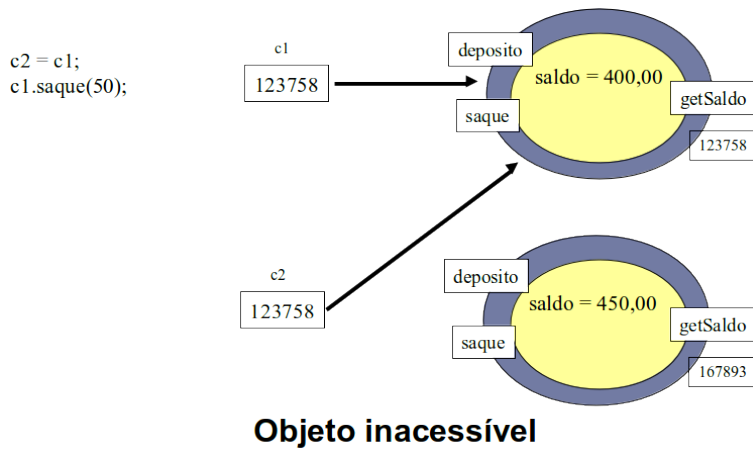 c2 = c1;
c1.saque(50);
c1
123758
deposito
saldo = 400,00
getSaldo
saque
123758
c2
123758
deposito
saldo = 450,00
getSaldo
saque
167893
Objeto inacessível